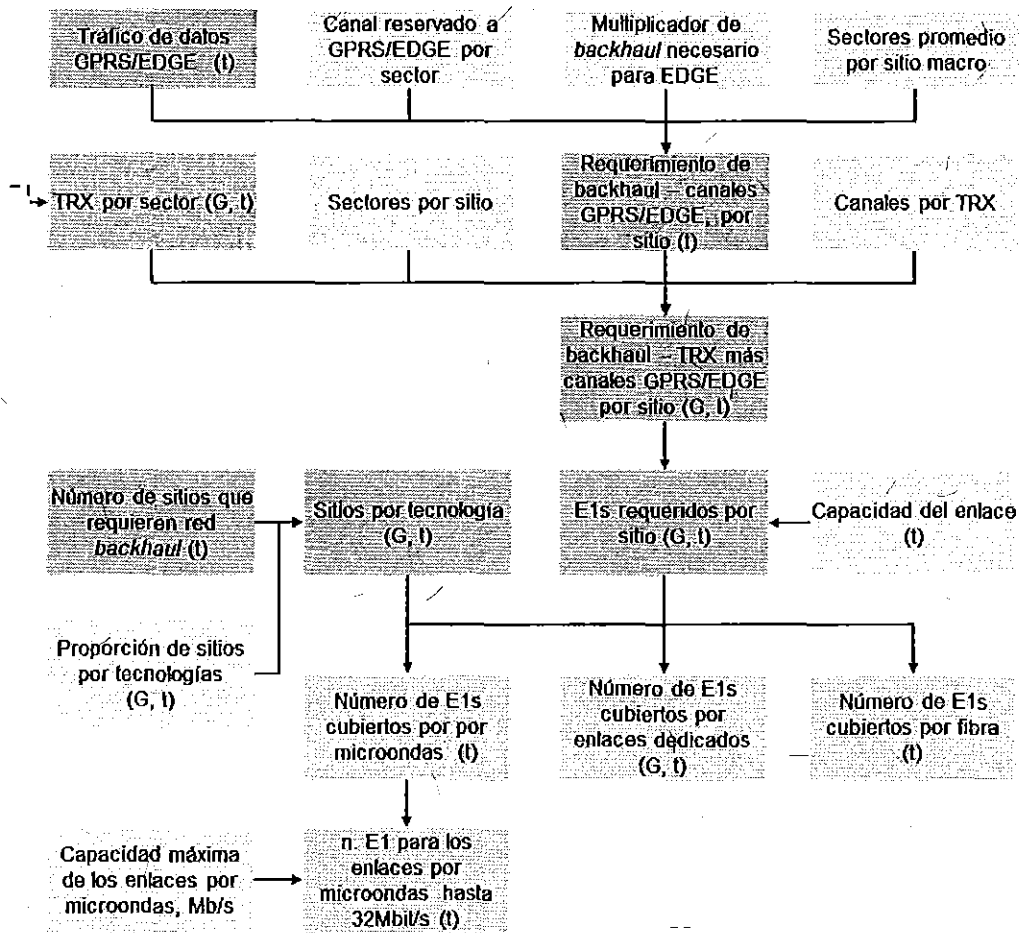 Tráfico de datos
GPRS/EDGE (t)
Canal reservado a
GPRS/EDGE por
sector
Multiplicador de
backhaul necesario
para EDGE
Sectores promedio
por sitio macro
TRX por sector (G, t)
Sectores por sitio
Requerimiento de
backhaul – canales
GPRS/EDGE, por
sitio (t)
Canales por TRX
Requerimiento de
backhaul – TRX más
canales GPRS/EDGE
por sitio (G, t)
Número de sitios que
requieren red
backhaul (t)
Sitios por tecnología
(G, t)
E1s requeridos por
sitio (G, t)
Capacidad del enlace
(t)
Proporción de sitios
por tecnologías
(G, t)
Número de E1s
cubiertos por por
microondas (t)
Número de E1s
cubiertos por
enlaces dedicados
(G, t)
Número de E1s
cubiertos por fibra
(t)
Capacidad máxima
de los enlaces por
microondas, Mb/s
n. E1 para los
enlaces por
microondas hasta
32Mbit/s (t)